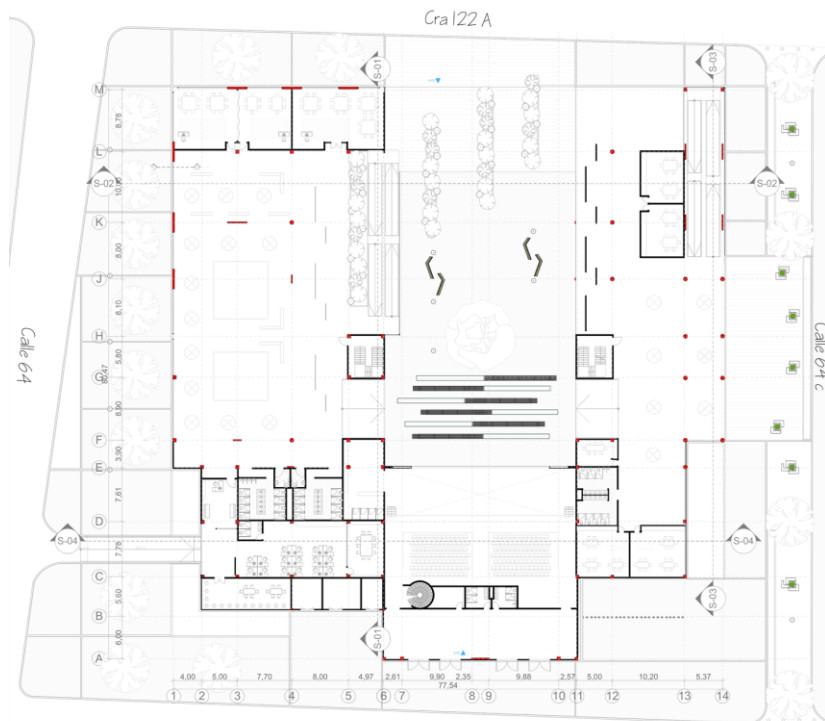 Cra 122 A
S-01
S-03
M
8,78
L
S-02
10,00
S-02
K
8,00
J
8,10
Calle 64
Calle 64 c
H
5,80
80,47
G
8,90
F
3,90
E
7,61
D
S-04
S-04
7,78
C
5,60
S-03
B
6,00
S-01
A
4,00 5,00 7,70 8,00 4,97 2,61 9,90 2,35 9,88 2,57 5,00 10,20 5,37
77,54
1 2 3 4 5 6 7 8 9 10 11 12 13 14